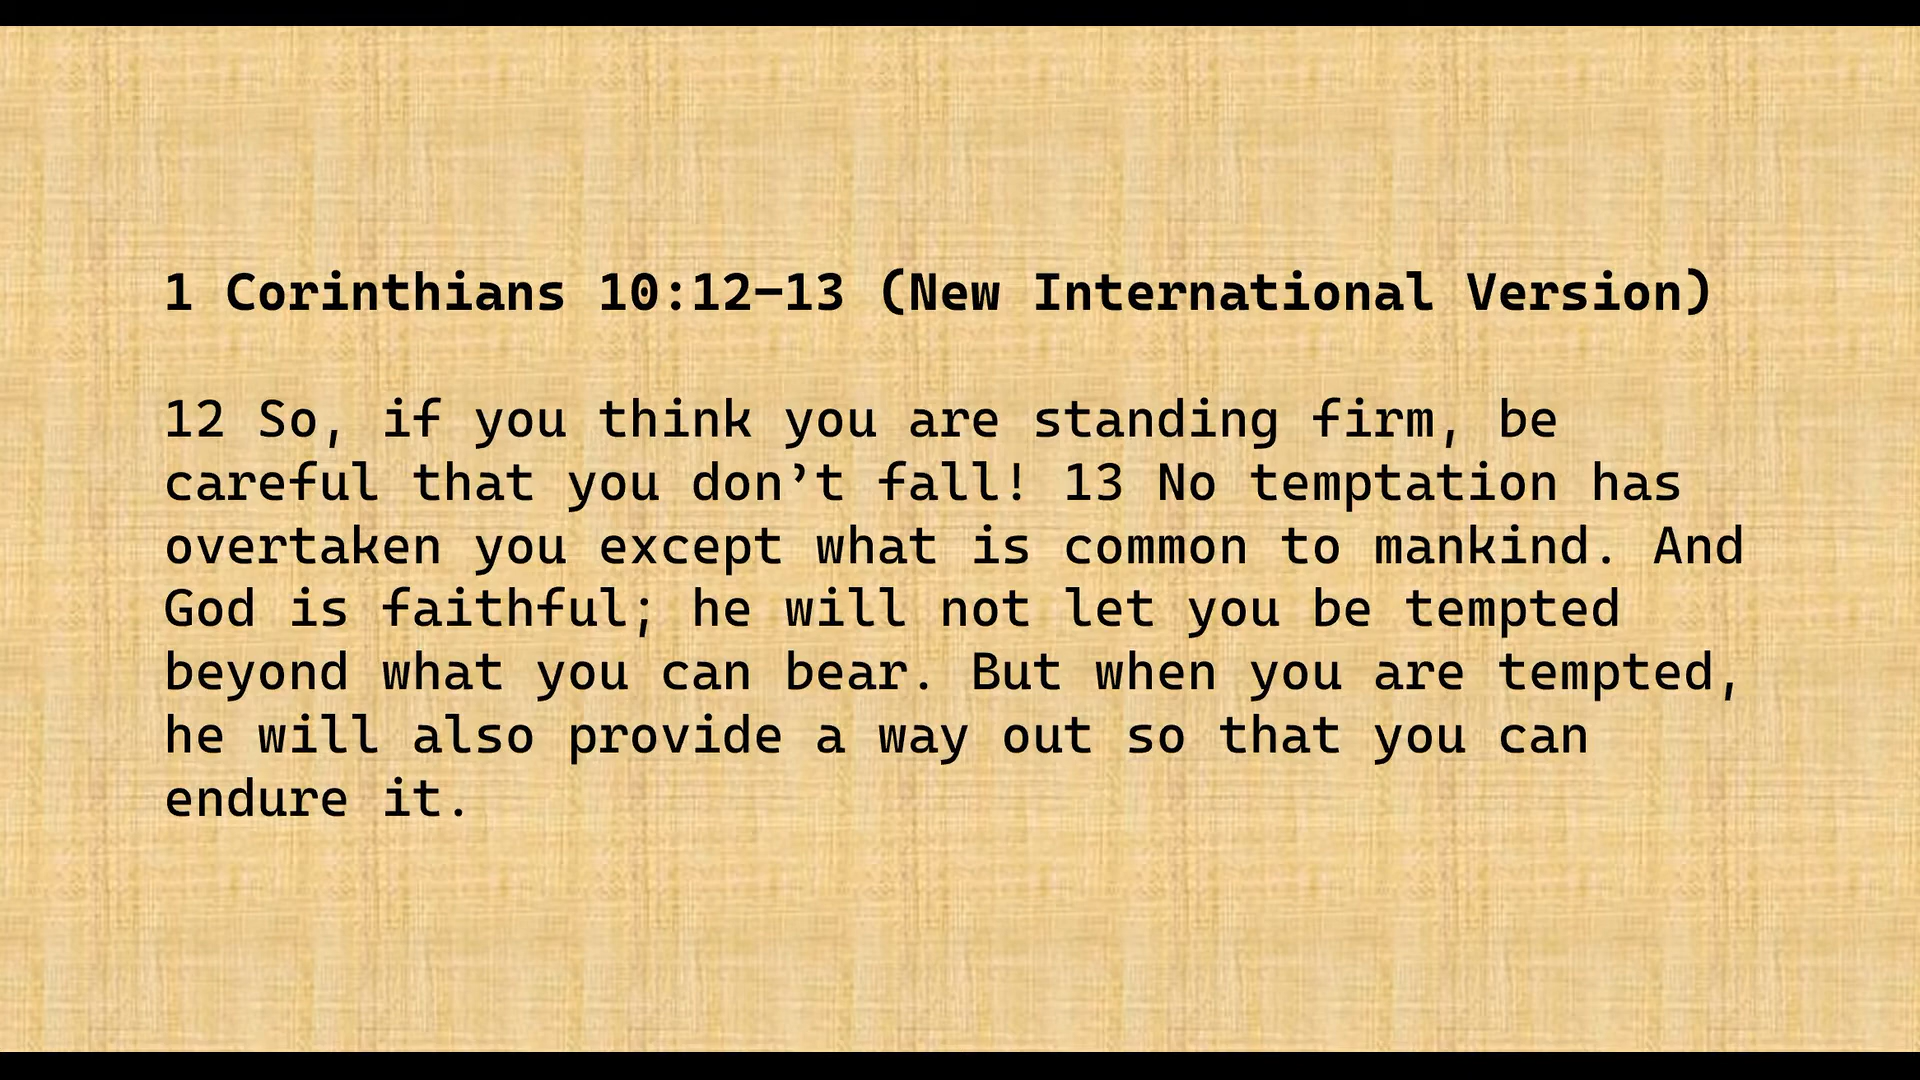 1 Corinthians 10:12–13 (New International Version)
12 So, if you think you are standing firm, be
careful that you don’t fall! 13 No temptation has
overtaken you except what is common to mankind. And
God is faithful; he will not let you be tempted
beyond what you can bear. But when you are tempted,
he will also provide a way out so that you can
endure it.